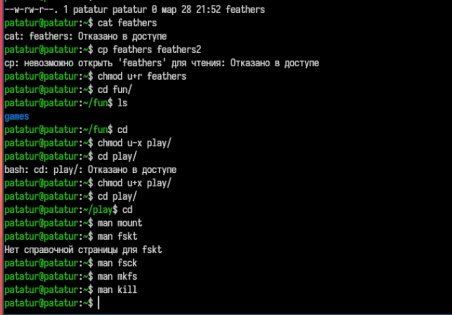 --w-rw-r--. 1 patatur patatur 0 мар 28 21:52 feathers
patatur@patatur:~$ cat feathers
cat: feathers: Отказано в доступе
patatur@patatur:~$ cp feathers feathers2
cp: невозможно открыть 'feathers' для чтения: Отказано в доступе
patatur@patatur:~$ chmod u+r feathers
patatur@patatur:~$ cd fun/
patatur@patatur:~/fun$ ls
games
patatur@patatur:~/fun$ cd
patatur@patatur:~$ chmod u-x play/
patatur@patatur:~$ cd play/
bash: cd: play/: Отказано в доступе
patatur@patatur:~$ chmod u+x play/
patatur@patatur:~$ cd play/
patatur@patatur:~/play$ cd
patatur@patatur:~$ man mount
patatur@patatur:~$ man fskt
Нет справочной страницы для fskt
patatur@patatur:~$ man fsck
patatur@patatur:~$ man mkfs
patatur@patatur:~$ man kill
patatur@patatur:~$